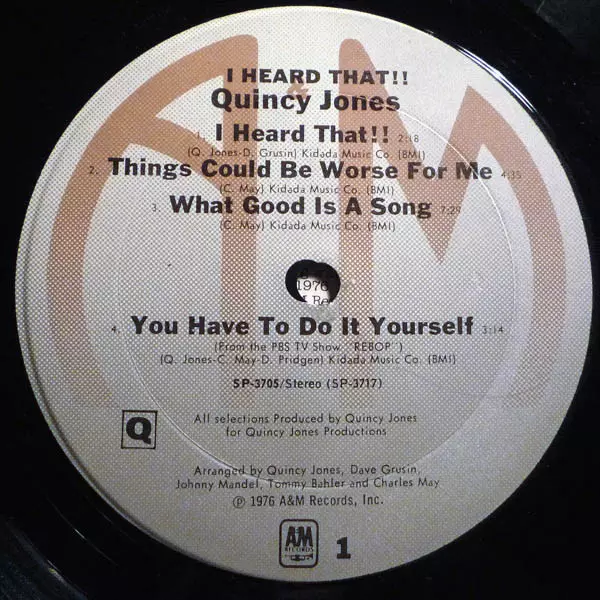 I HEARD THAT!!
&
Quincy Jones
1. I Heard That!! 2:18
(Q. Jones-D. Grusin) Kidada Music Co. (BMI)
2. Things Could Be Worse For Me 4:35
(C. May) Kidada Music Co. (BMI)
3. What Good Is A Song 7:29
(C. May) Kidada Music Co. (BMI)
1976
4. You Have To Do It Yourself 3:14
(From the PBS TV Show "REBOP")
(Q. Jones-C. May-D. Pridgen) Kidada Music Co. (BMI)
SP-3705/Stereo (SP-3717)
Q
All selections Produced by Quincy Jones
for Quincy Jones Productions
Arranged by Quincy Jones, Dave Grusin,
Johnny Mandel, Tommy Bahler and Charles May
℗ 1976 A&M Records, Inc.
A&M
RECORDS
1